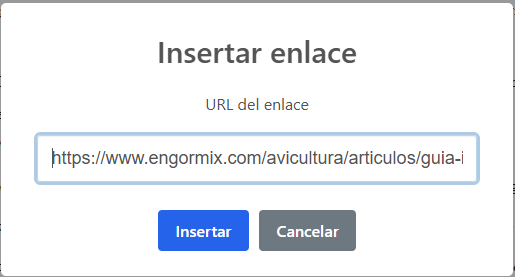 Insertar enlace
URL del enlace
https://www.engormix.com/avicultura/articulos/guia-i
Insertar
Cancelar